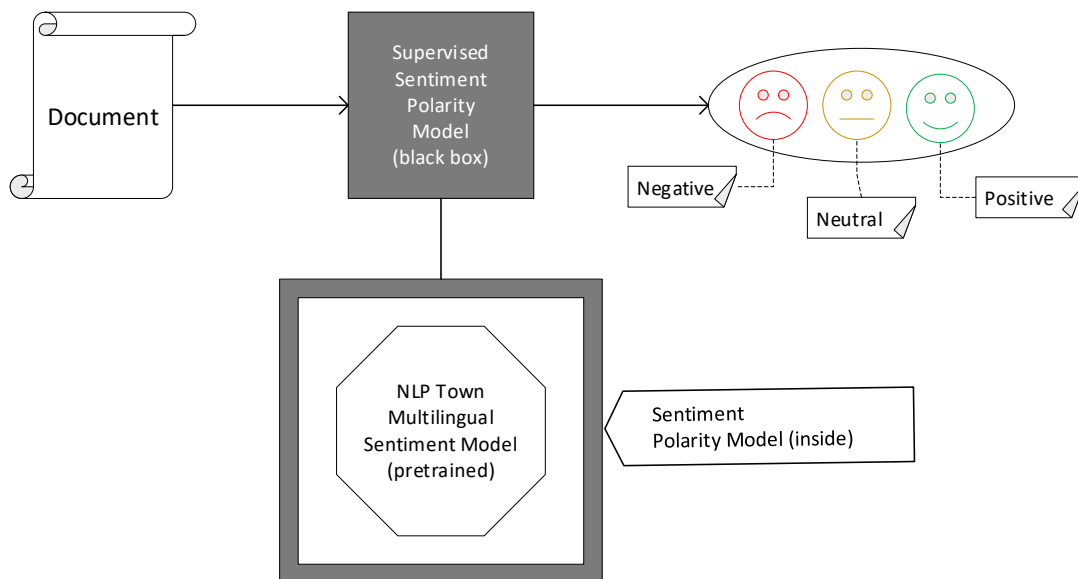 Document
Supervised
Sentiment
Polarity
Model
(black box)
Negative
Neutral
Positive
NLP Town
Multilingual
Sentiment Model
(pretrained)
Sentiment
Polarity Model (inside)